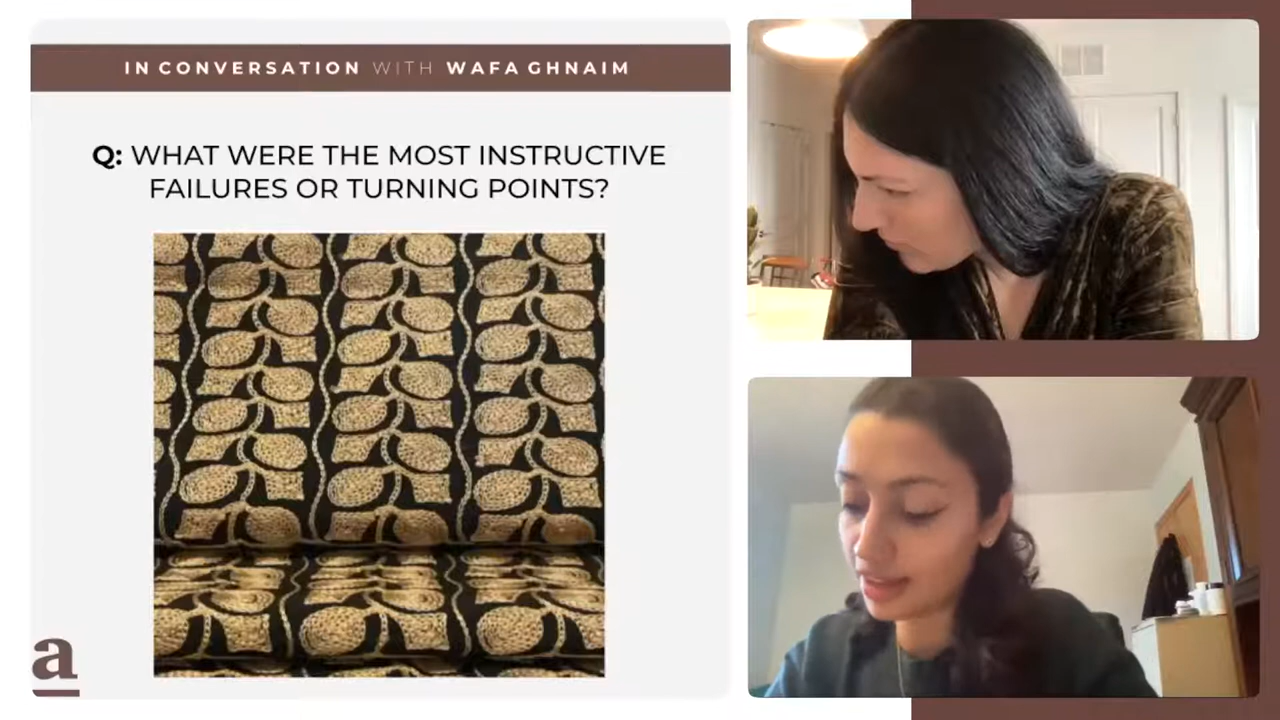 IN CONVERSATION WITH WAFA GHNAIM
Q: WHAT WERE THE MOST INSTRUCTIVE
FAILURES OR TURNING POINTS?
a